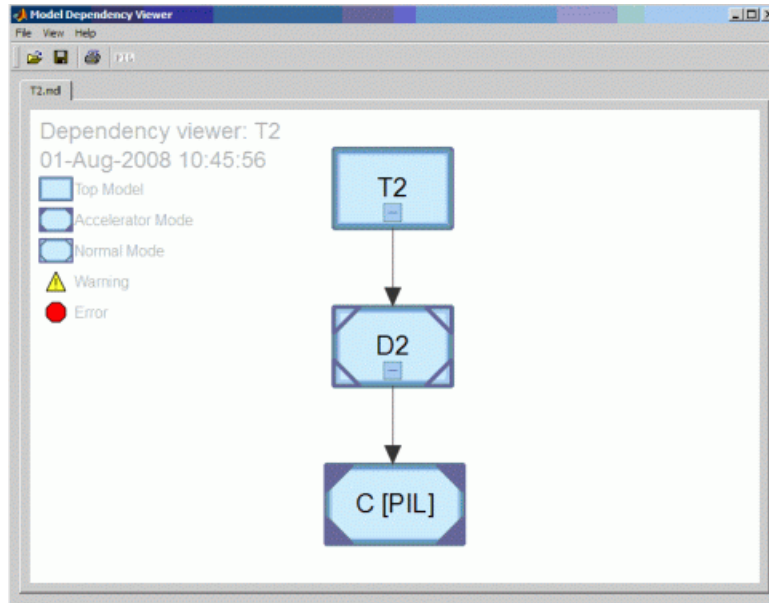 Model Dependency Viewer
File View Help
T2.mdl
Dependency viewer: T2
01-Aug-2008 10:45:56
Top Model
Accelerator Mode
Normal Mode
Warning
Error
T2
D2
C [PIL]